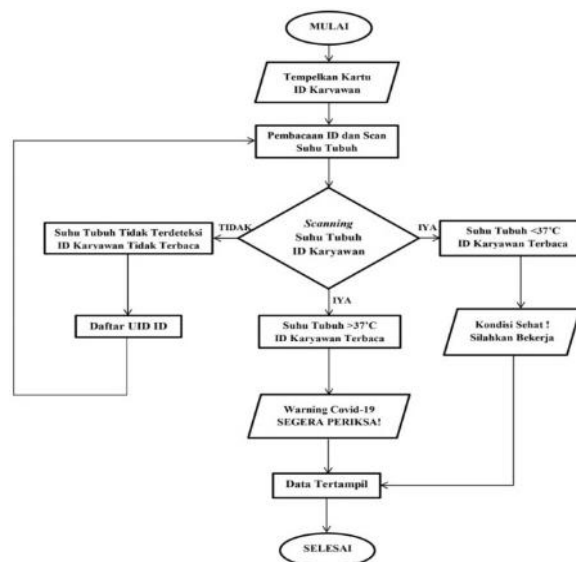 MULAI
Tempelkan Kartu
ID Karyawan
Pembacaan ID dan Scan
Suhu Tubuh
Scanning
Suhu Tubuh
ID Karyawan
TIDAK
Suhu Tubuh Tidak Terdeteksi
ID Karyawan Tidak Terbaca
Daftar UID ID
IYA
Suhu Tubuh <37°C
ID Karyawan Terbaca
Kondisi Sehat !
Silahkan Bekerja
IYA
Suhu Tubuh >37°C
ID Karyawan Terbaca
Warning Covid-19
SEGERA PERIKSA!
Data Tertampil
SELESAI